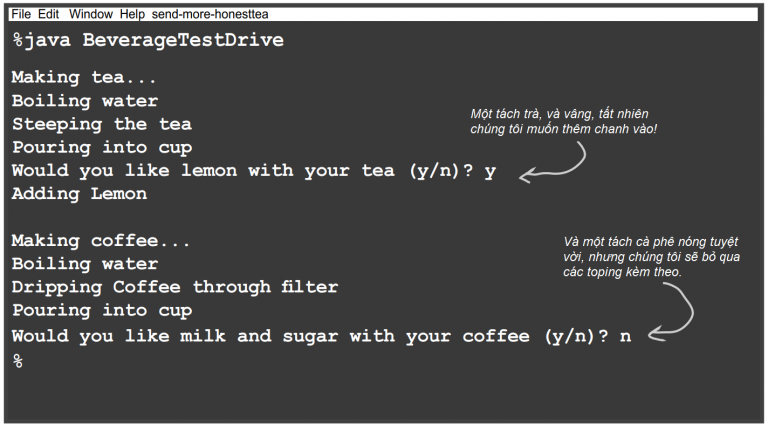 File Edit Window Help send-more-honesttea
%java BeverageTestDrive
Making tea...
Boiling water
Steeping the tea
Pouring into cup
Would you like lemon with your tea (y/n)? y
Adding Lemon
Một tách trà, và vâng, tất nhiên
chúng tôi muốn thêm chanh vào!
Making coffee...
Boiling water
Dripping Coffee through filter
Pouring into cup
Would you like milk and sugar with your coffee (y/n)? n
%
Và một tách cà phê nóng tuyệt
vời, nhưng chúng tôi sẽ bỏ qua
các toping kèm theo.